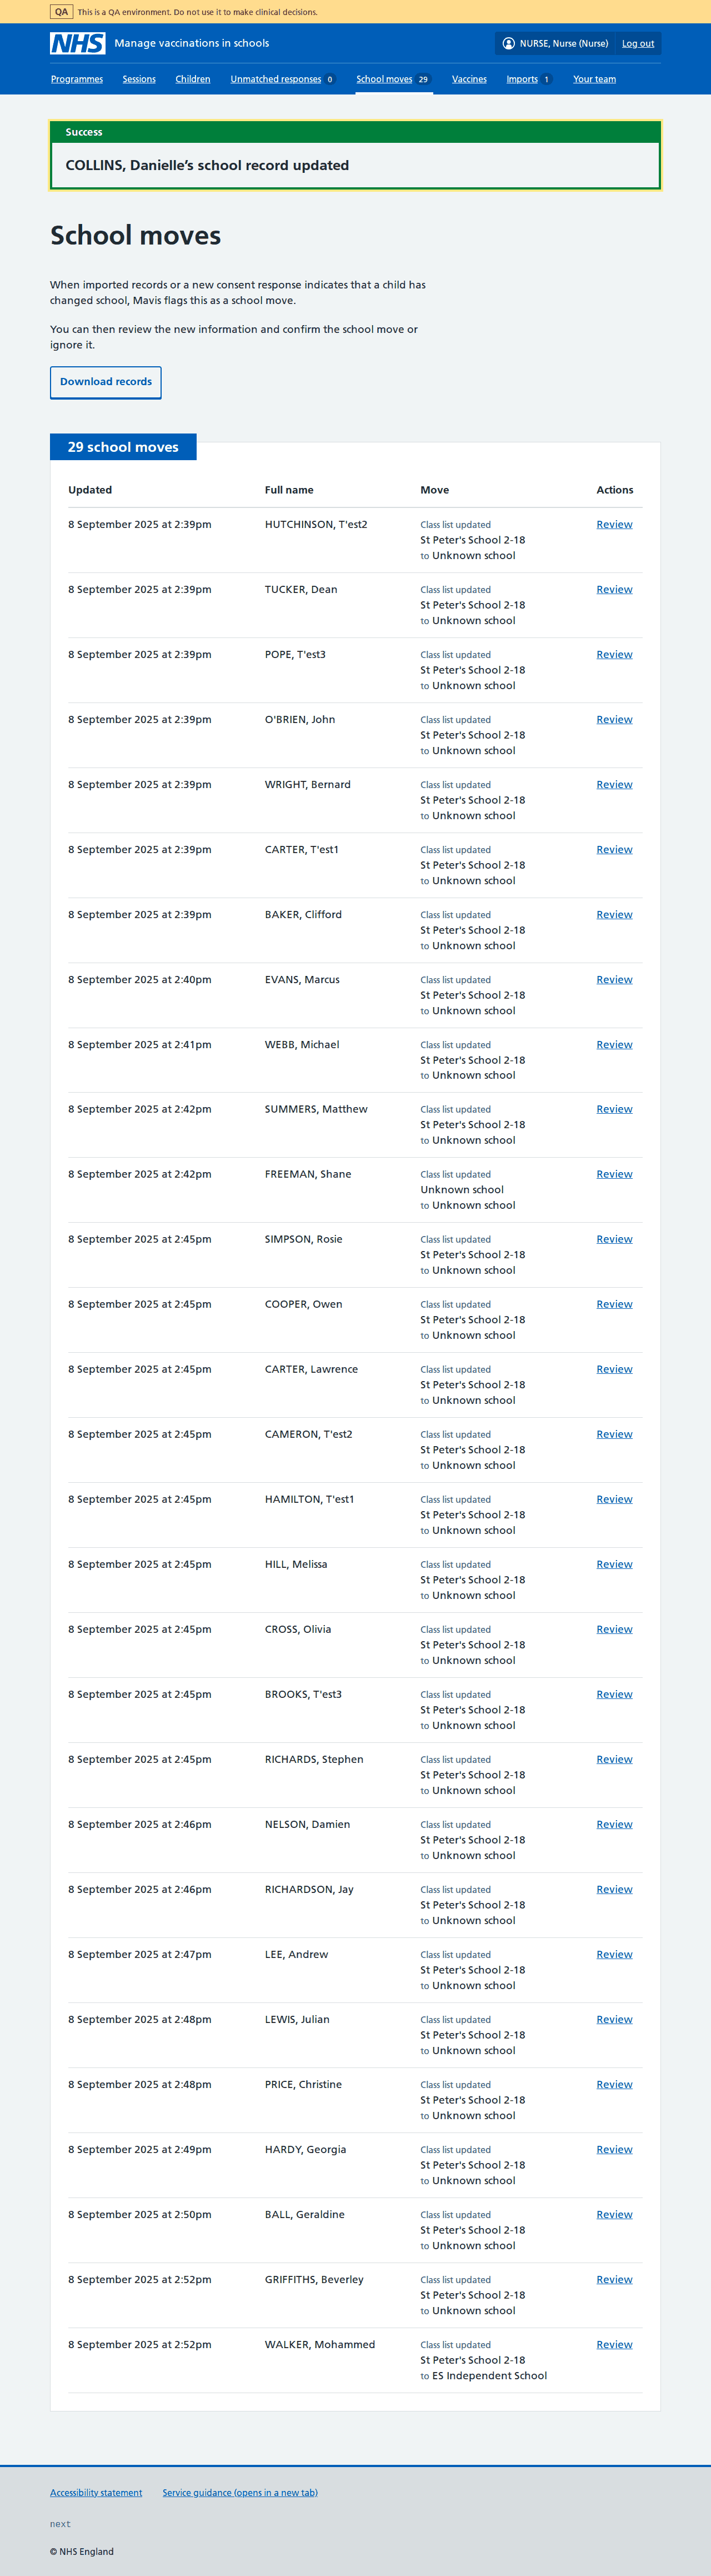 QA This is a QA environment. Do not use it to make clinical decisions.
NHS Manage vaccinations in schools NURSE, Nurse (Nurse) Log out
Programmes Sessions Children Unmatched responses 0 School moves 29 Vaccines Imports 1 Your team
Success
COLLINS, Danielle’s school record updated
School moves
When imported records or a new consent response indicates that a child has
changed school, Mavis flags this as a school move.
You can then review the new information and confirm the school move or
ignore it.
Download records
29 school moves
Updated Full name Move Actions
8 September 2025 at 2:39pm HUTCHINSON, T'est2 Class list updated Review
St Peter's School 2-18
to Unknown school
8 September 2025 at 2:39pm TUCKER, Dean Class list updated Review
St Peter's School 2-18
to Unknown school
8 September 2025 at 2:39pm POPE, T'est3 Class list updated Review
St Peter's School 2-18
to Unknown school
8 September 2025 at 2:39pm O'BRIEN, John Class list updated Review
St Peter's School 2-18
to Unknown school
8 September 2025 at 2:39pm WRIGHT, Bernard Class list updated Review
St Peter's School 2-18
to Unknown school
8 September 2025 at 2:39pm CARTER, T'est1 Class list updated Review
St Peter's School 2-18
to Unknown school
8 September 2025 at 2:39pm BAKER, Clifford Class list updated Review
St Peter's School 2-18
to Unknown school
8 September 2025 at 2:40pm EVANS, Marcus Class list updated Review
St Peter's School 2-18
to Unknown school
8 September 2025 at 2:41pm WEBB, Michael Class list updated Review
St Peter's School 2-18
to Unknown school
8 September 2025 at 2:42pm SUMMERS, Matthew Class list updated Review
St Peter's School 2-18
to Unknown school
8 September 2025 at 2:42pm FREEMAN, Shane Class list updated Review
Unknown school
to Unknown school
8 September 2025 at 2:45pm SIMPSON, Rosie Class list updated Review
St Peter's School 2-18
to Unknown school
8 September 2025 at 2:45pm COOPER, Owen Class list updated Review
St Peter's School 2-18
to Unknown school
8 September 2025 at 2:45pm CARTER, Lawrence Class list updated Review
St Peter's School 2-18
to Unknown school
8 September 2025 at 2:45pm CAMERON, T'est2 Class list updated Review
St Peter's School 2-18
to Unknown school
8 September 2025 at 2:45pm HAMILTON, T'est1 Class list updated Review
St Peter's School 2-18
to Unknown school
8 September 2025 at 2:45pm HILL, Melissa Class list updated Review
St Peter's School 2-18
to Unknown school
8 September 2025 at 2:45pm CROSS, Olivia Class list updated Review
St Peter's School 2-18
to Unknown school
8 September 2025 at 2:45pm BROOKS, T'est3 Class list updated Review
St Peter's School 2-18
to Unknown school
8 September 2025 at 2:45pm RICHARDS, Stephen Class list updated Review
St Peter's School 2-18
to Unknown school
8 September 2025 at 2:46pm NELSON, Damien Class list updated Review
St Peter's School 2-18
to Unknown school
8 September 2025 at 2:46pm RICHARDSON, Jay Class list updated Review
St Peter's School 2-18
to Unknown school
8 September 2025 at 2:47pm LEE, Andrew Class list updated Review
St Peter's School 2-18
to Unknown school
8 September 2025 at 2:48pm LEWIS, Julian Class list updated Review
St Peter's School 2-18
to Unknown school
8 September 2025 at 2:48pm PRICE, Christine Class list updated Review
St Peter's School 2-18
to Unknown school
8 September 2025 at 2:49pm HARDY, Georgia Class list updated Review
St Peter's School 2-18
to Unknown school
8 September 2025 at 2:50pm BALL, Geraldine Class list updated Review
St Peter's School 2-18
to Unknown school
8 September 2025 at 2:52pm GRIFFITHS, Beverley Class list updated Review
St Peter's School 2-18
to Unknown school
8 September 2025 at 2:52pm WALKER, Mohammed Class list updated Review
St Peter's School 2-18
to ES Independent School
Accessibility statement Service guidance (opens in a new tab)
next
© NHS England